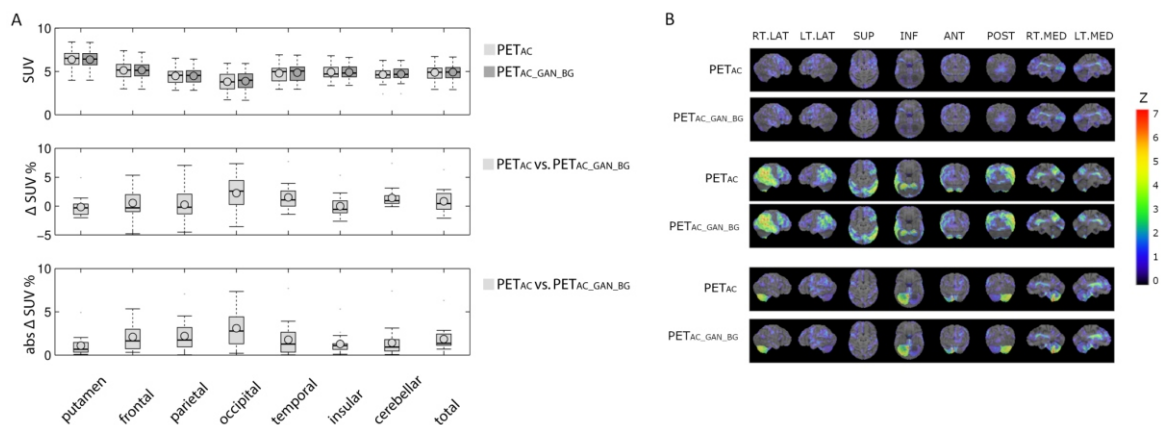 A
10
5
0
SUV
PETAC
PETAC_GAN_BG
10
5
0
−5
Δ SUV %
PETAC vs. PETAC_GAN_BG
10
5
0
abs Δ SUV %
PETAC vs. PETAC_GAN_BG
putamen
frontal
parietal
occipital
temporal
insular
cerebellar
total
B
RT.LAT LT.LAT SUP INF ANT POST RT.MED LT.MED
PETAC
PETAC_GAN_BG
PETAC
PETAC_GAN_BG
PETAC
PETAC_GAN_BG
Z
7
6
5
4
3
2
1
0